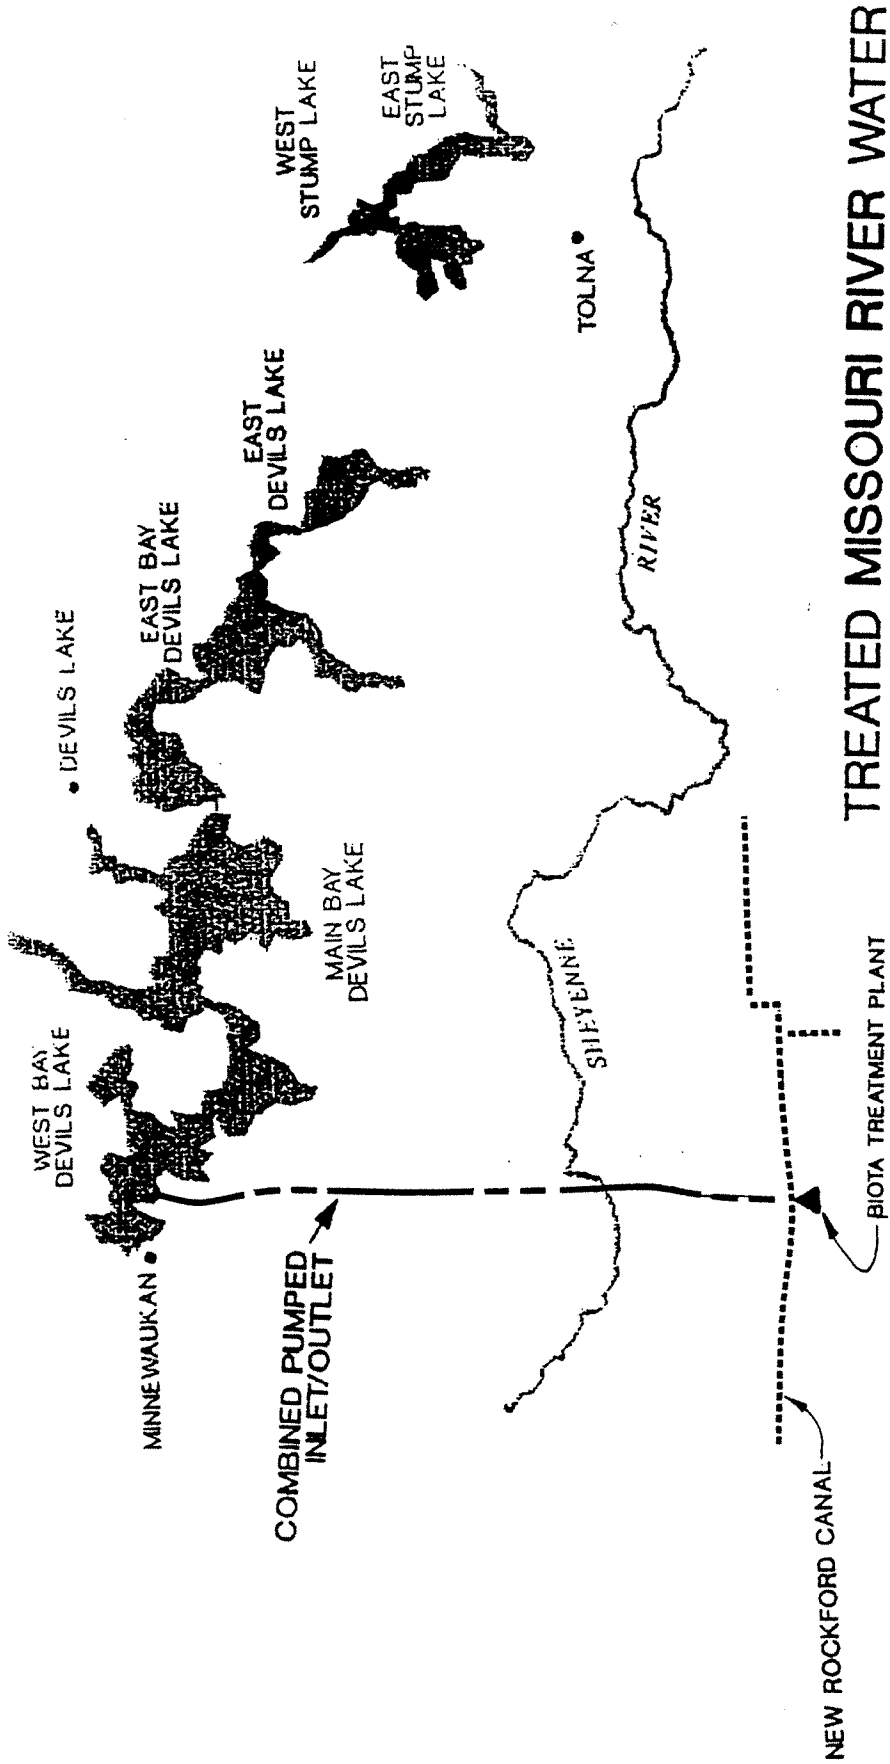 DEVILS LAKE
WEST BAY
DEVILS LAKE
EAST BAY
DEVILS LAKE
MINNEWAUKAN
EAST
DEVILS LAKE
WEST
STUMP LAKE
MAIN BAY
DEVILS LAKE
EAST
STUMP
LAKE
COMBINED PUMPED
INLET/OUTLET
TOLNA
SHEYENNE
RIVER
NEW ROCKFORD CANAL
BIOTA TREATMENT PLANT
TREATED MISSOURI RIVER WATER